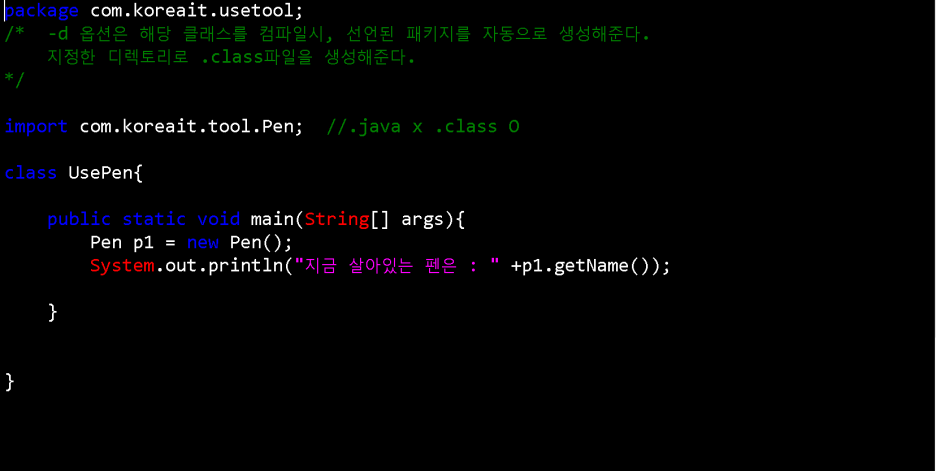 package com.koreait.usetool;
/*  -d 옵션은 해당 클래스를 컴파일시, 선언된 패키지를 자동으로 생성해준다.
    지정한 디렉토리로 .class파일을 생성해준다.
*/
import com.koreait.tool.Pen;  //.java x .class O
class UsePen{
    public static void main(String[] args){
        Pen p1 = new Pen();
        System.out.println("지금 살아있는 펜은 : " +p1.getName());
    }
}